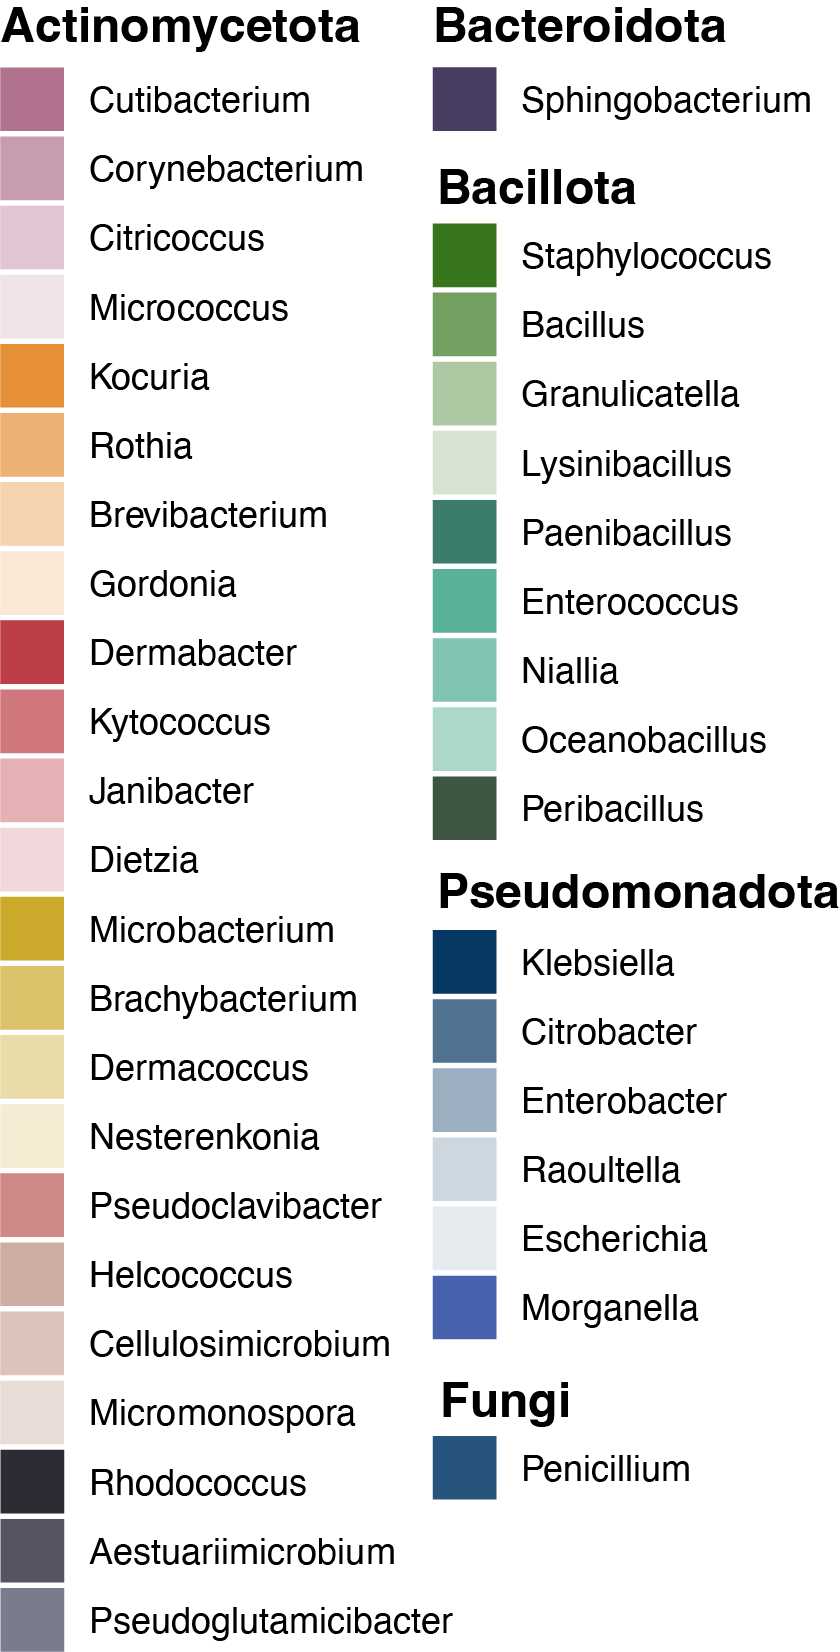 Actinomycetota
Cutibacterium
Corynebacterium
Citricoccus
Micrococcus
Kocuria
Rothia
Brevibacterium
Gordonia
Dermabacter
Kytococcus
Janibacter
Dietzia
Microbacterium
Brachybacterium
Dermacoccus
Nesterenkonia
Pseudoclavibacter
Helcococcus
Cellulosimicrobium
Micromonospora
Rhodococcus
Aestuariimicrobium
Pseudoglutamicibacter
Bacteroidota
Sphingobacterium
Bacillota
Staphylococcus
Bacillus
Granulicatella
Lysinibacillus
Paenibacillus
Enterococcus
Niallia
Oceanobacillus
Peribacillus
Pseudomonadota
Klebsiella
Citrobacter
Enterobacter
Raoultella
Escherichia
Morganella
Fungi
Penicillium